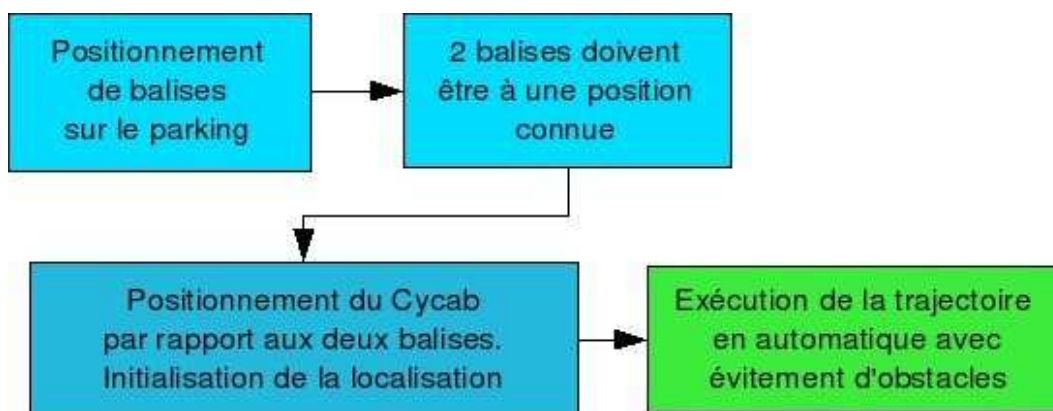 Positionnement
de balises
sur le parking
2 balises doivent
être à une position
connue
Positionnement du Cycab
par rapport aux deux balises.
Initialisation de la localisation
Exécution de la trajectoire
en automatique avec
évitement d'obstacles